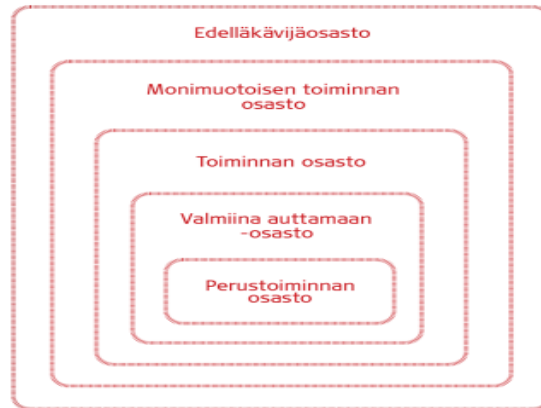 Edelläkävijäosasto
Monimuotoisen toiminnan
osasto
Toiminnan osasto
Valmiina auttamaan
-osasto
Perustoiminnan
osasto